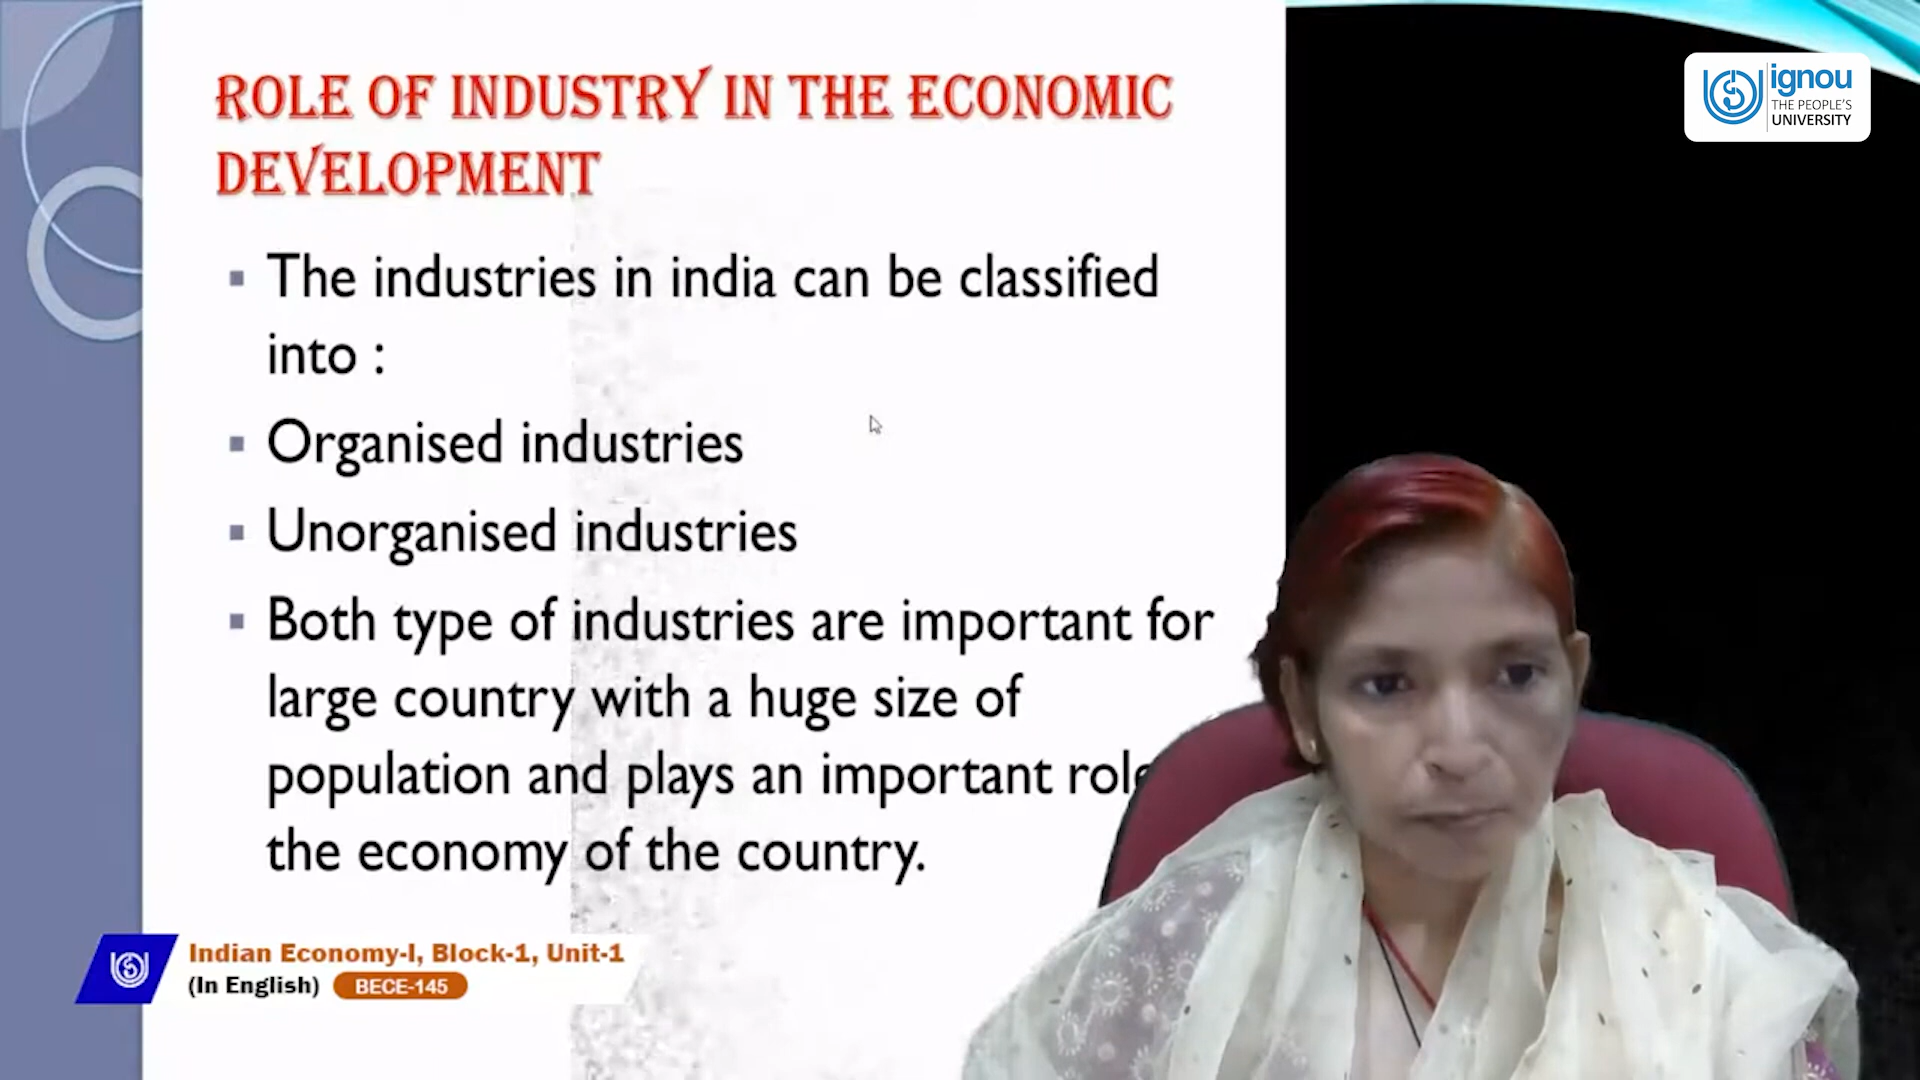 ROLE OF INDUSTRY IN THE ECONOMIC
DEVELOPMENT
The industries in india can be classified
into :
Organised industries
Unorganised industries
Both type of industries are important for
large country with a huge size of
population and plays an important role
the economy of the country.
Indian Economy-I, Block-1, Unit-1
(In English) BECE-145
ignou
THE PEOPLE'S
UNIVERSITY